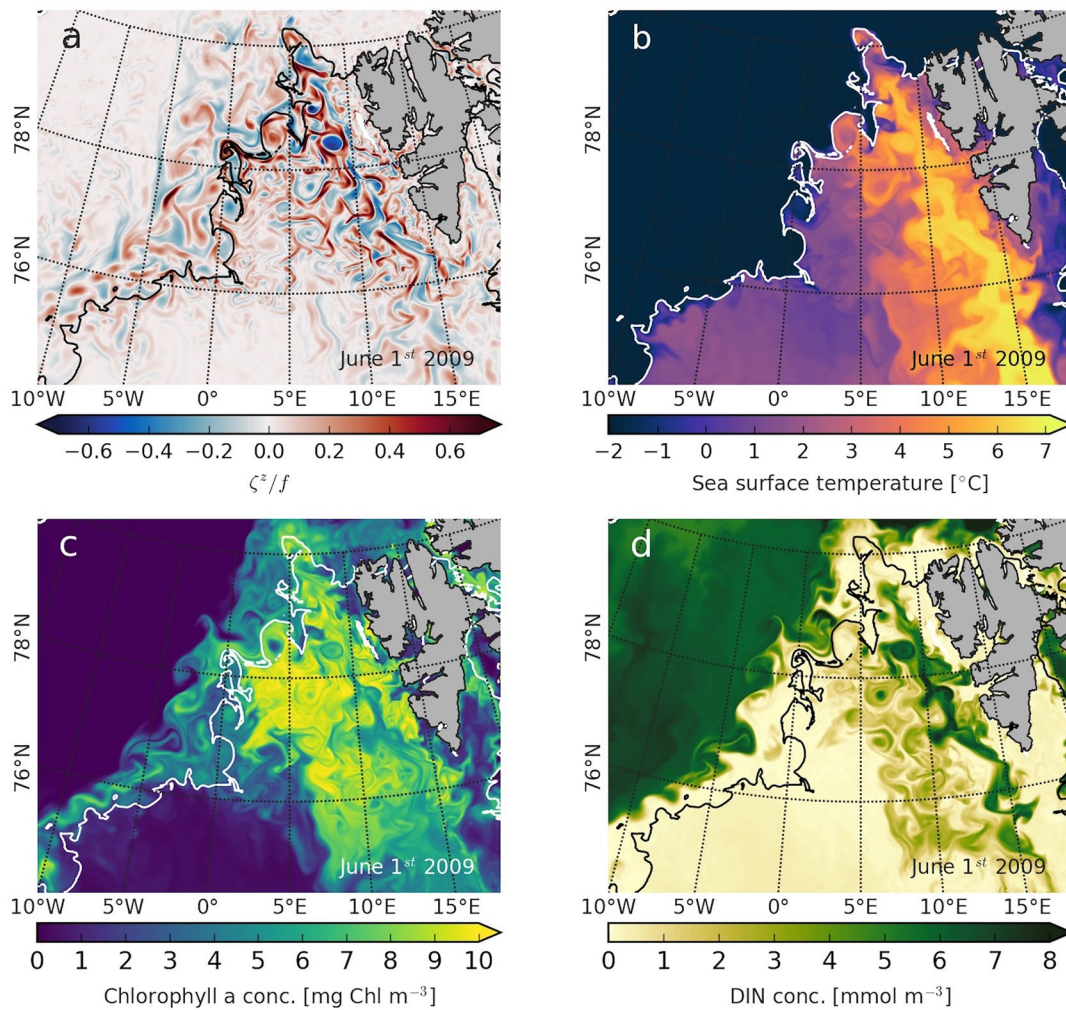 a
78°N
76°N
June 1st 2009
10°W 5°W 0° 5°E 10°E 15°E
−0.6 −0.4 −0.2 0.0 0.2 0.4 0.6
ζᶻ/f
b
78°N
76°N
June 1st 2009
10°W 5°W 0° 5°E 10°E 15°E
−2 −1 0 1 2 3 4 5 6 7
Sea surface temperature [°C]
c
78°N
76°N
June 1st 2009
10°W 5°W 0° 5°E 10°E 15°E
0 1 2 3 4 5 6 7 8 9 10
Chlorophyll a conc. [mg Chl m⁻³]
d
78°N
76°N
June 1st 2009
10°W 5°W 0° 5°E 10°E 15°E
0 1 2 3 4 5 6 7 8
DIN conc. [mmol m⁻³]